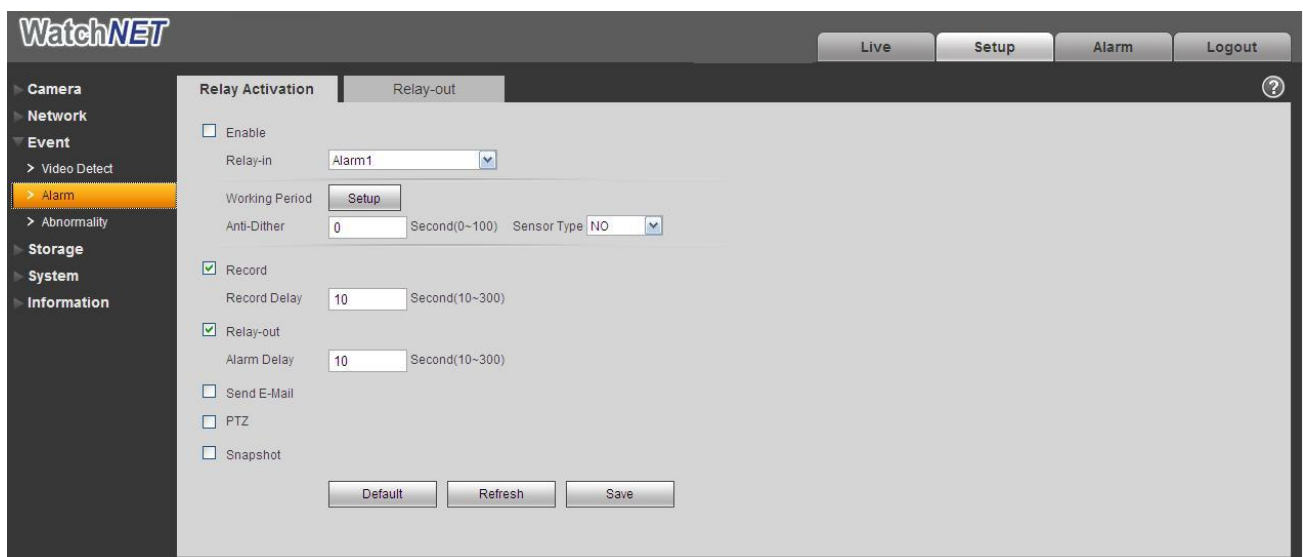 WatchNET
Live Setup Alarm Logout
Camera
Network
Event
> Video Detect
> Alarm
> Abnormality
Storage
System
Information
Relay Activation Relay-out
?
Enable
Relay-in Alarm1
Working Period Setup
Anti-Dither 0 Second(0~100) Sensor Type NO
Record
Record Delay 10 Second(10~300)
Relay-out
Alarm Delay 10 Second(10~300)
Send E-Mail
PTZ
Snapshot
Default Refresh Save